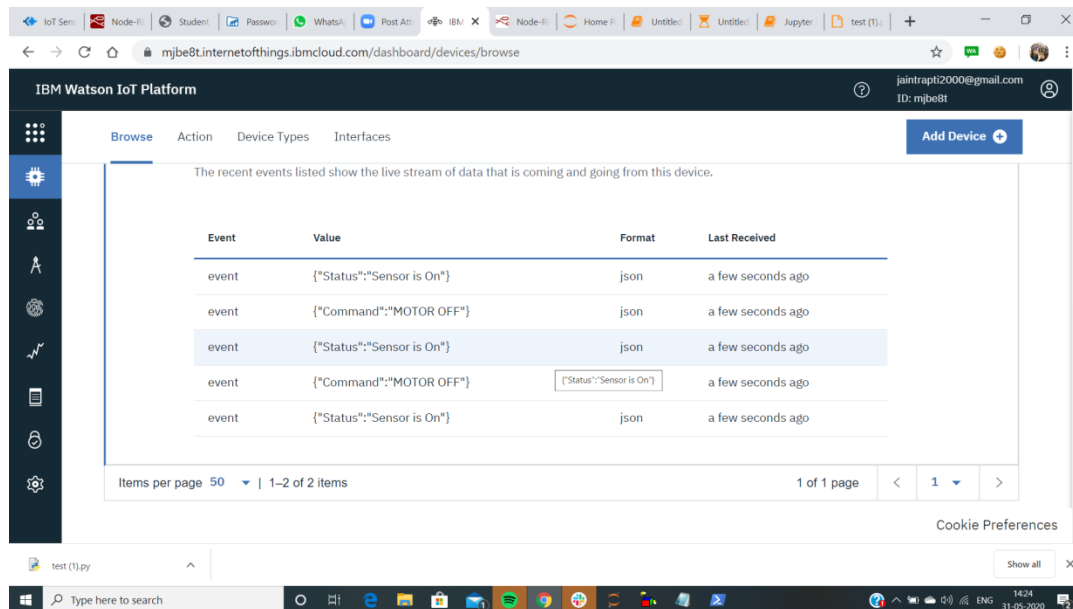 IoT Sens Node-RE Student Passwor WhatsAp Post Att IBM Node-RE Home P Untitled Untitled Jupyter test (1).p
mjbe8t.internetofthings.ibmcloud.com/dashboard/devices/browse
IBM Watson IoT Platform
jaintrapti2000@gmail.com
ID: mjbe8t
Browse Action Device Types Interfaces Add Device
The recent events listed show the live stream of data that is coming and going from this device.
Event Value Format Last Received
event {"Status":"Sensor is On"} json a few seconds ago
event {"Command":"MOTOR OFF"} json a few seconds ago
event {"Status":"Sensor is On"} json a few seconds ago
event {"Command":"MOTOR OFF"} {"Status":"Sensor is On"} a few seconds ago
event {"Status":"Sensor is On"} json a few seconds ago
Items per page 50 | 1–2 of 2 items 1 of 1 page < 1 >
Cookie Preferences
test (1).py Show all
Type here to search ENG 14:24
31-05-2020